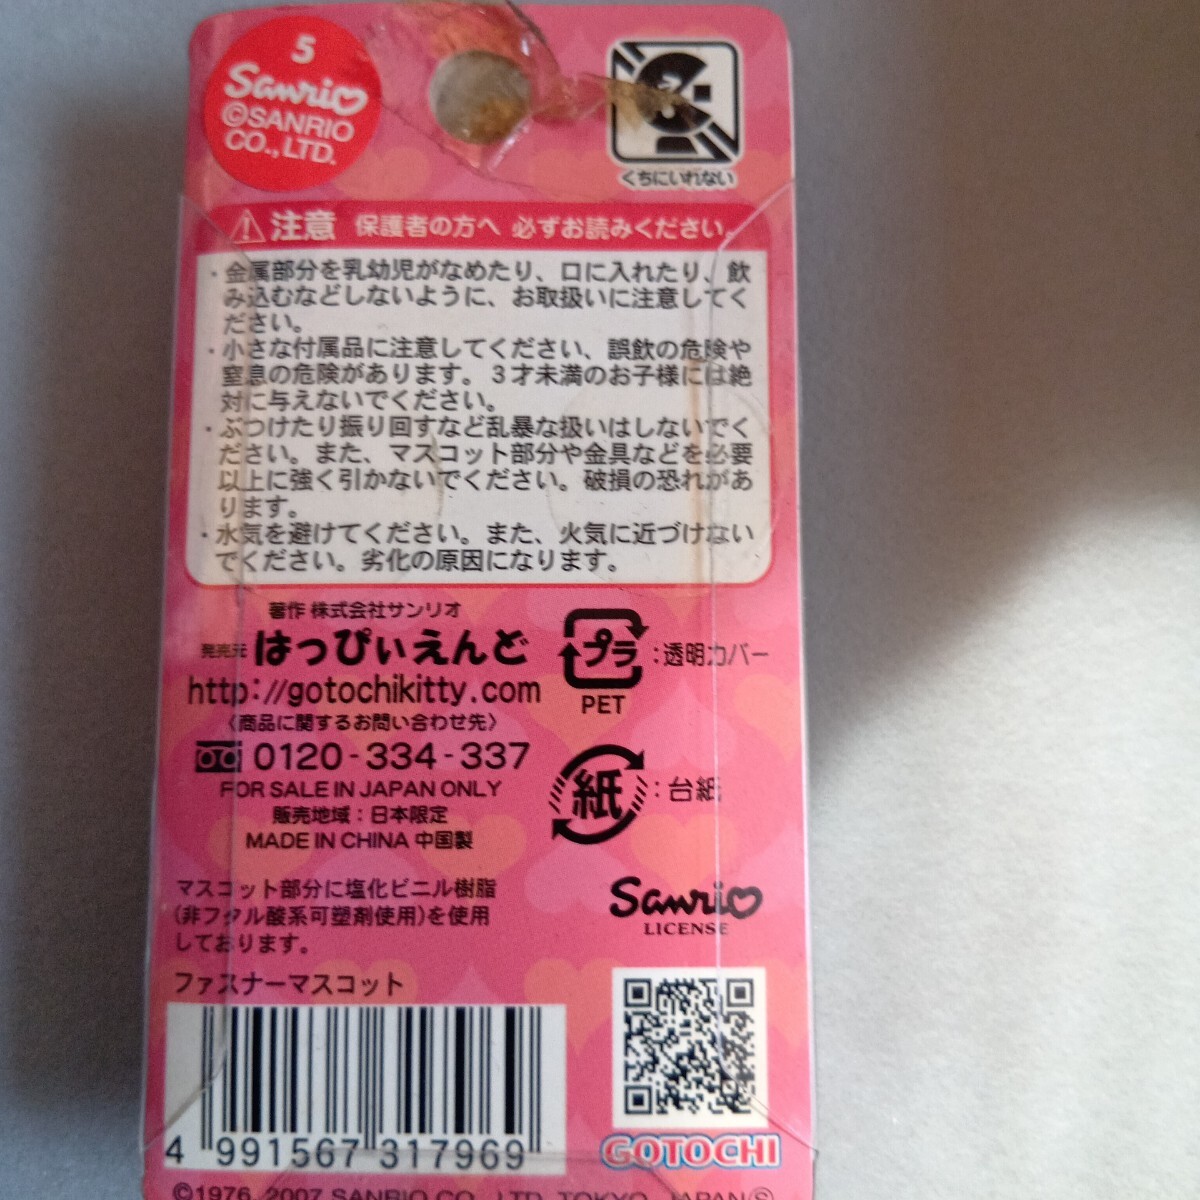 5
Sanrio
©SANRIO
CO.,LTD.
くちにいれない
注意 保護者の方へ 必ずお読みください。
・金属部分を乳幼児がなめたり、口に入れたり、飲
み込むなどしないように、お取扱いに注意してく
ださい。
・小さな付属品に注意してください、誤飲の危険や
窒息の危険があります。3才未満のお子様には絶
対に与えないでください。
・ぶつけたり振り回すなど乱暴な扱いはしないでく
ださい。また、マスコット部分や金具などを必要
以上に強く引かないでください。破損の恐れがあ
ります。
・水気を避けてください。また、火気に近づけない
でください。劣化の原因になります。
著作 株式会社サンリオ
発売元 はっぴぃえんど
http://gotochikitty.com
〈商品に関するお問い合わせ先〉
0120-334-337
FOR SALE IN JAPAN ONLY
販売地域：日本限定
MADE IN CHINA 中国製
プラ：透明カバー
PET
紙：台紙
マスコット部分に塩化ビニル樹脂
(非フタル酸系可塑剤使用)を使用
しております。
Sanrio
LICENSE
ファスナーマスコット
4 991567 317969
GOTOCHI
©1976, 2007 SANRIO CO., LTD. TOKYO, JAPAN Ⓢ